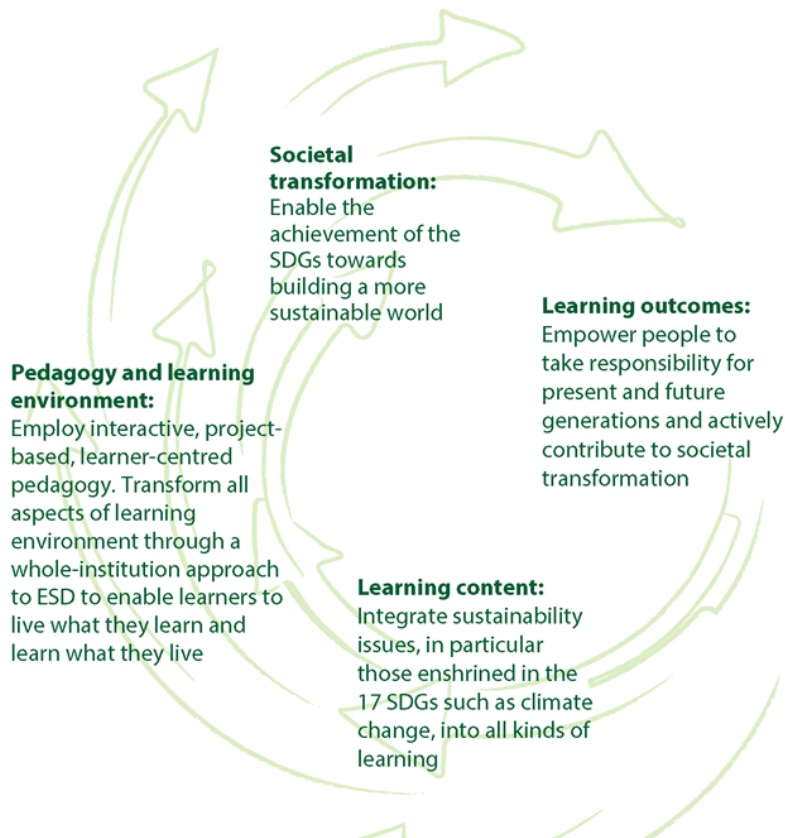 Societal
transformation:
Enable the
achievement of the
SDGs towards
building a more
sustainable world
Learning outcomes:
Empower people to
take responsibility for
present and future
generations and actively
contribute to societal
transformation
Pedagogy and learning
environment:
Employ interactive, project-
based, learner-centred
pedagogy. Transform all
aspects of learning
environment through a
whole-institution approach
to ESD to enable learners to
live what they learn and
learn what they live
Learning content:
Integrate sustainability
issues, in particular
those enshrined in the
17 SDGs such as climate
change, into all kinds of
learning